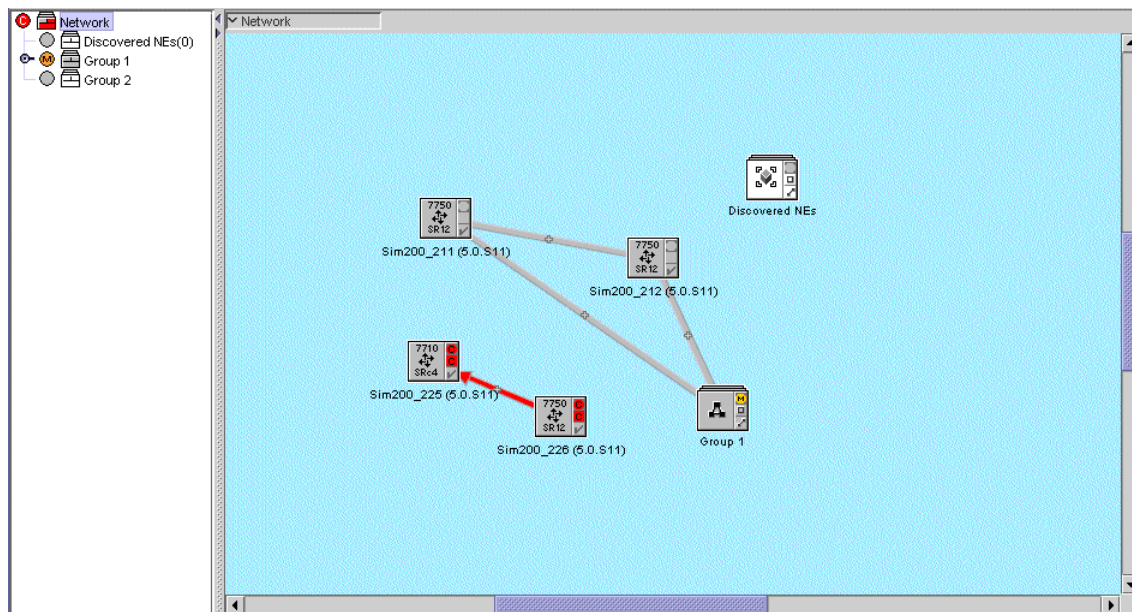 C Network
Discovered NEs(0)
M Group 1
Group 2
Network
Discovered NEs
7750
SR12
Sim200_211 (5.0.S11)
7750
SR12
Sim200_212 (5.0.S11)
7710 C
SRc4 C
Sim200_225 (5.0.S11)
7750 C
SR12 C
Sim200_226 (5.0.S11)
M
Group 1